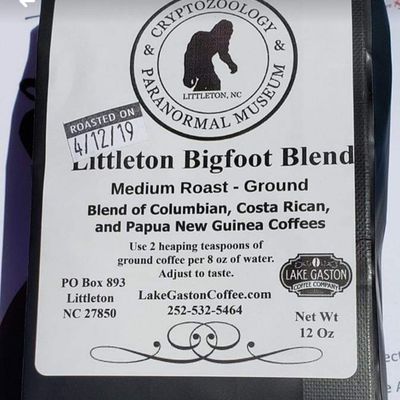 CRYPTOZOOLOGY
& PARANORMAL MUSEUM &
LITTLETON, NC
ROASTED ON
4/12/19
Littleton Bigfoot Blend
Medium Roast - Ground
Blend of Columbian, Costa Rican,
and Papua New Guinea Coffees
Use 2 heaping teaspoons of
ground coffee per 8 oz of water.
Adjust to taste.
PO Box 893
Littleton
NC 27850
LakeGastonCoffee.com
252-532-5464
LAKE GASTON
COFFEE COMPANY
Net Wt
12 Oz